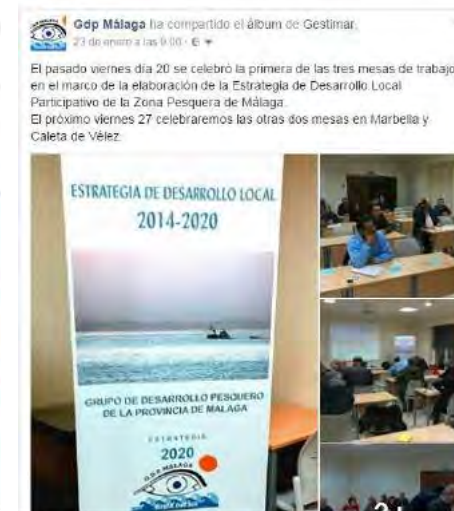 Gdp Málaga ha compartido el álbum de Gestimar.
23 de enero a las 9:00 ·
El pasado viernes día 20 se celebró la primera de las tres mesas de trabajo
en el marco de la elaboración de la Estrategia de Desarrollo Local
Participativo de la Zona Pesquera de Málaga.
El próximo viernes 27 celebraremos las otras dos mesas en Marbella y
Caleta de Vélez.
ESTRATEGIA DE DESARROLLO LOCAL
2014-2020
GRUPO DE DESARROLLO PESQUERO
DE LA PROVINCIA DE MALAGA
ESTRATEGIA
2020
G.D.P. MALAGA